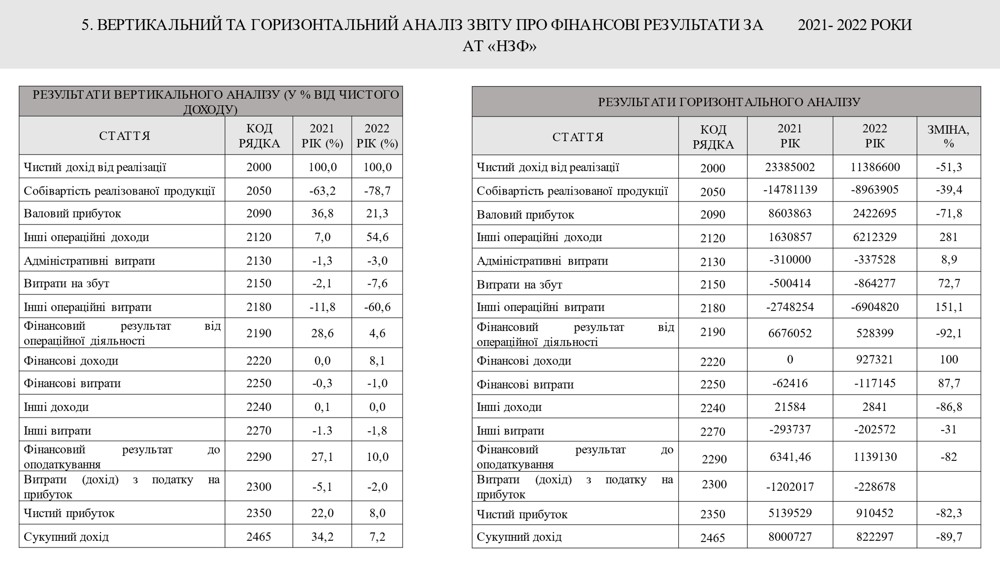 5. ВЕРТИКАЛЬНИЙ ТА ГОРИЗОНТАЛЬНИЙ АНАЛІЗ ЗВІТУ ПРО ФІНАНСОВІ РЕЗУЛЬТАТИ ЗА 2021- 2022 РОКИ
АТ «НЗФ»
РЕЗУЛЬТАТИ ВЕРТИКАЛЬНОГО АНАЛІЗУ (У % ВІД ЧИСТОГО
ДОХОДУ)
СТАТТЯ КОД РЯДКА 2021 РІК (%) 2022 РІК (%)
Чистий дохід від реалізації 2000 100,0 100,0
Собівартість реалізованої продукції 2050 -63,2 -78,7
Валовий прибуток 2090 36,8 21,3
Інші операційні доходи 2120 7,0 54,6
Адміністративні витрати 2130 -1,3 -3,0
Витрати на збут 2150 -2,1 -7,6
Інші операційні витрати 2180 -11,8 -60,6
Фінансовий результат від
операційної діяльності 2190 28,6 4,6
Фінансові доходи 2220 0,0 8,1
Фінансові витрати 2250 -0,3 -1,0
Інші доходи 2240 0,1 0,0
Інші витрати 2270 -1.3 -1,8
Фінансовий результат до
оподаткування 2290 27,1 10,0
Витрати (дохід) з податку на
прибуток 2300 -5,1 -2,0
Чистий прибуток 2350 22,0 8,0
Сукупний дохід 2465 34,2 7,2
РЕЗУЛЬТАТИ ГОРИЗОНТАЛЬНОГО АНАЛІЗУ
СТАТТЯ КОД РЯДКА 2021 РІК 2022 РІК ЗМІНА, %
Чистий дохід від реалізації 2000 23385002 11386600 -51,3
Собівартість реалізованої продукції 2050 -14781139 -8963905 -39,4
Валовий прибуток 2090 8603863 2422695 -71,8
Інші операційні доходи 2120 1630857 6212329 281
Адміністративні витрати 2130 -310000 -337528 8,9
Витрати на збут 2150 -500414 -864277 72,7
Інші операційні витрати 2180 -2748254 -6904820 151,1
Фінансовий результат від
операційної діяльності 2190 6676052 528399 -92,1
Фінансові доходи 2220 0 927321 100
Фінансові витрати 2250 -62416 -117145 87,7
Інші доходи 2240 21584 2841 -86,8
Інші витрати 2270 -293737 -202572 -31
Фінансовий результат до
оподаткування 2290 6341,46 1139130 -82
Витрати (дохід) з податку на
прибуток 2300 -1202017 -228678
Чистий прибуток 2350 5139529 910452 -82,3
Сукупний дохід 2465 8000727 822297 -89,7